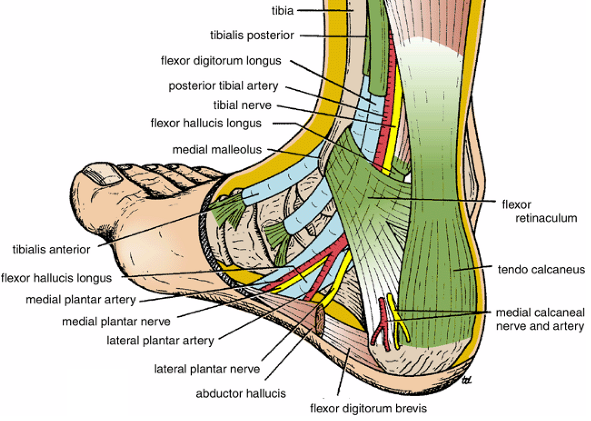 tibia
tibialis posterior
flexor digitorum longus
posterior tibial artery
tibial nerve
flexor hallucis longus
medial malleolus
flexor
retinaculum
tibialis anterior
tendo calcaneus
flexor hallucis longus
medial plantar artery
medial calcaneal
nerve and artery
medial plantar nerve
lateral plantar artery
lateral plantar nerve
abductor hallucis
flexor digitorum brevis